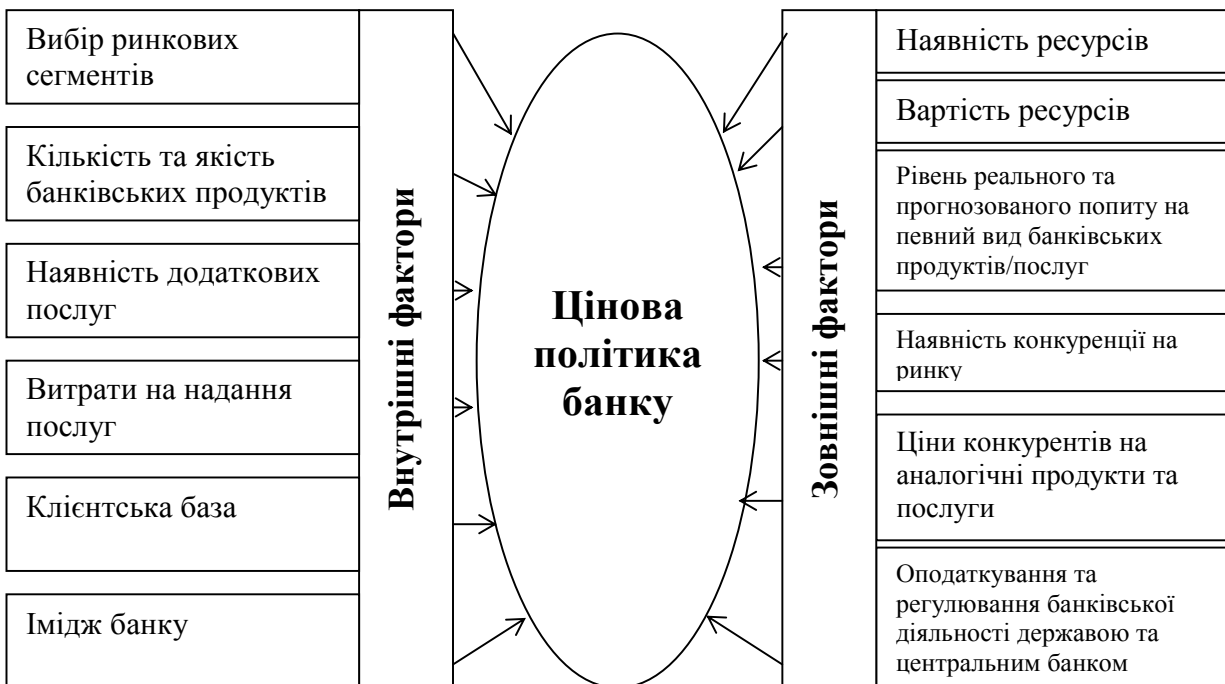 Вибір ринкових
сегментів
Кількість та якість
банківських продуктів
Наявність додаткових
послуг
Витрати на надання
послуг
Клієнтська база
Імідж банку
Внутрішні фактори
Цінова
політика
банку
Зовнішні фактори
Наявність ресурсів
Вартість ресурсів
Рівень реального та
прогнозованого попиту на
певний вид банківських
продуктів/послуг
Наявність конкуренції на
ринку
Ціни конкурентів на
аналогічні продукти та
послуги
Оподаткування та
регулювання банківської
діяльності державою та
центральним банком